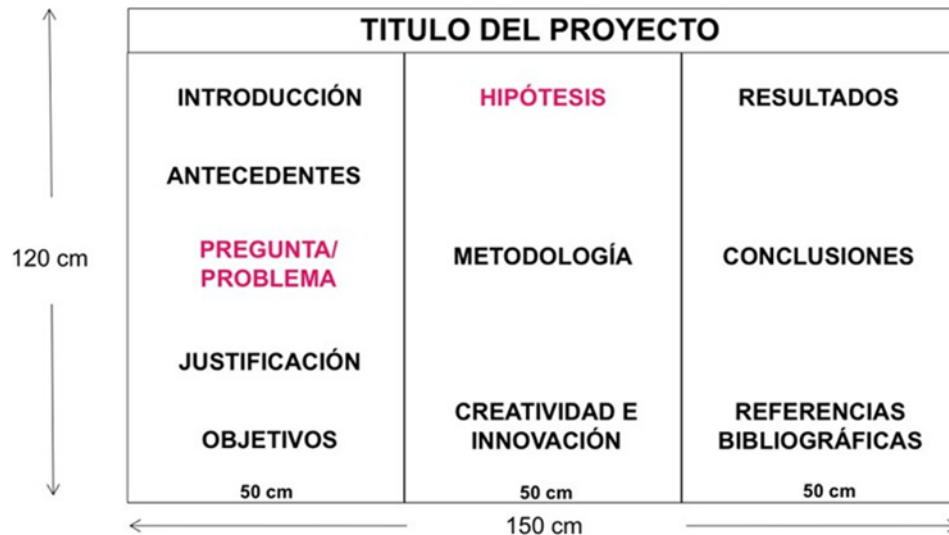 TITULO DEL PROYECTO
INTRODUCCIÓN
ANTECEDENTES
PREGUNTA/
PROBLEMA
JUSTIFICACIÓN
OBJETIVOS
50 cm
HIPÓTESIS
METODOLOGÍA
CREATIVIDAD E
INNOVACIÓN
50 cm
RESULTADOS
CONCLUSIONES
REFERENCIAS
BIBLIOGRÁFICAS
50 cm
120 cm
150 cm